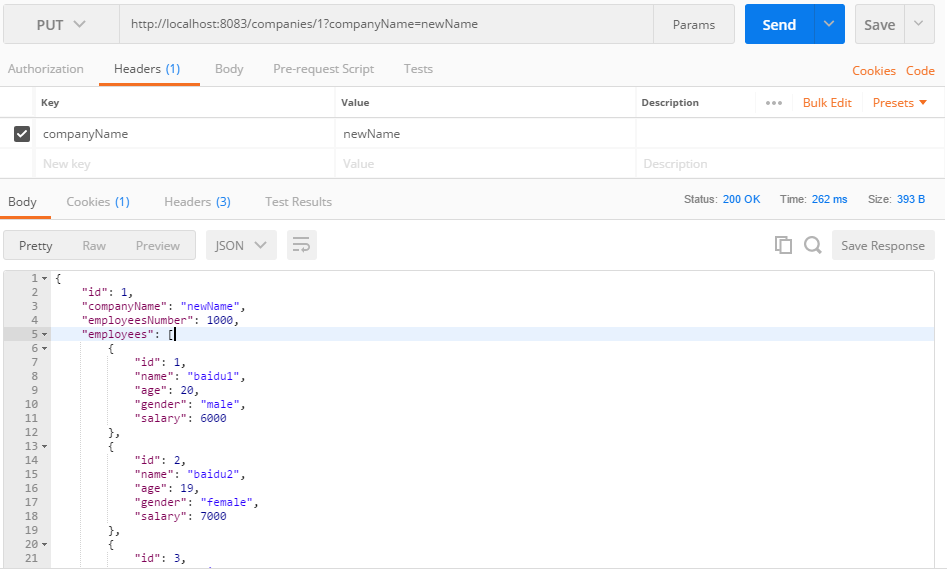 PUT http://localhost:8083/companies/1?companyName=newName Params Send Save
Authorization Headers (1) Body Pre-request Script Tests Cookies Code
Key Value Description ••• Bulk Edit Presets
companyName newName
New key Value Description
Body Cookies (1) Headers (3) Test Results Status: 200 OK Time: 262 ms Size: 393 B
Pretty Raw Preview JSON Save Response
1 {
2 "id": 1,
3 "companyName": "newName",
4 "employeesNumber": 1000,
5 "employees": [
6 {
7 "id": 1,
8 "name": "baidu1",
9 "age": 20,
10 "gender": "male",
11 "salary": 6000
12 },
13 {
14 "id": 2,
15 "name": "baidu2",
16 "age": 19,
17 "gender": "female",
18 "salary": 7000
19 },
20 {
21 "id": 3,